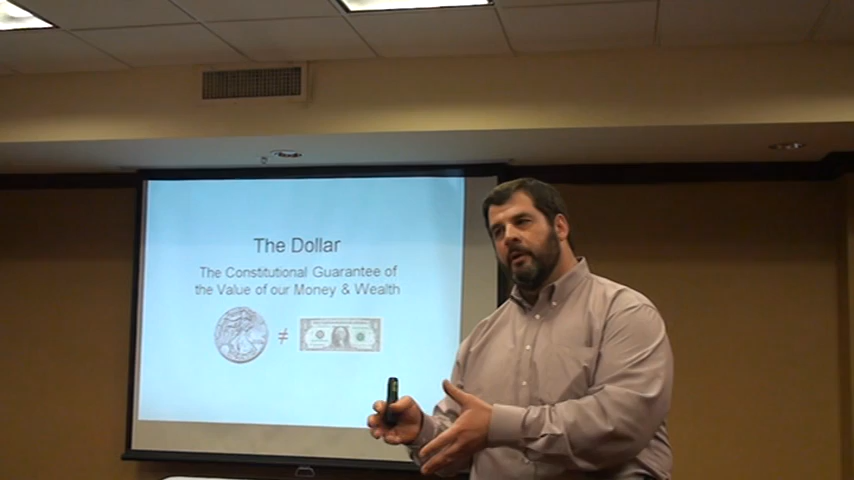 The Dollar
The Constitutional Guarantee of
the Value of our Money & Wealth
≠